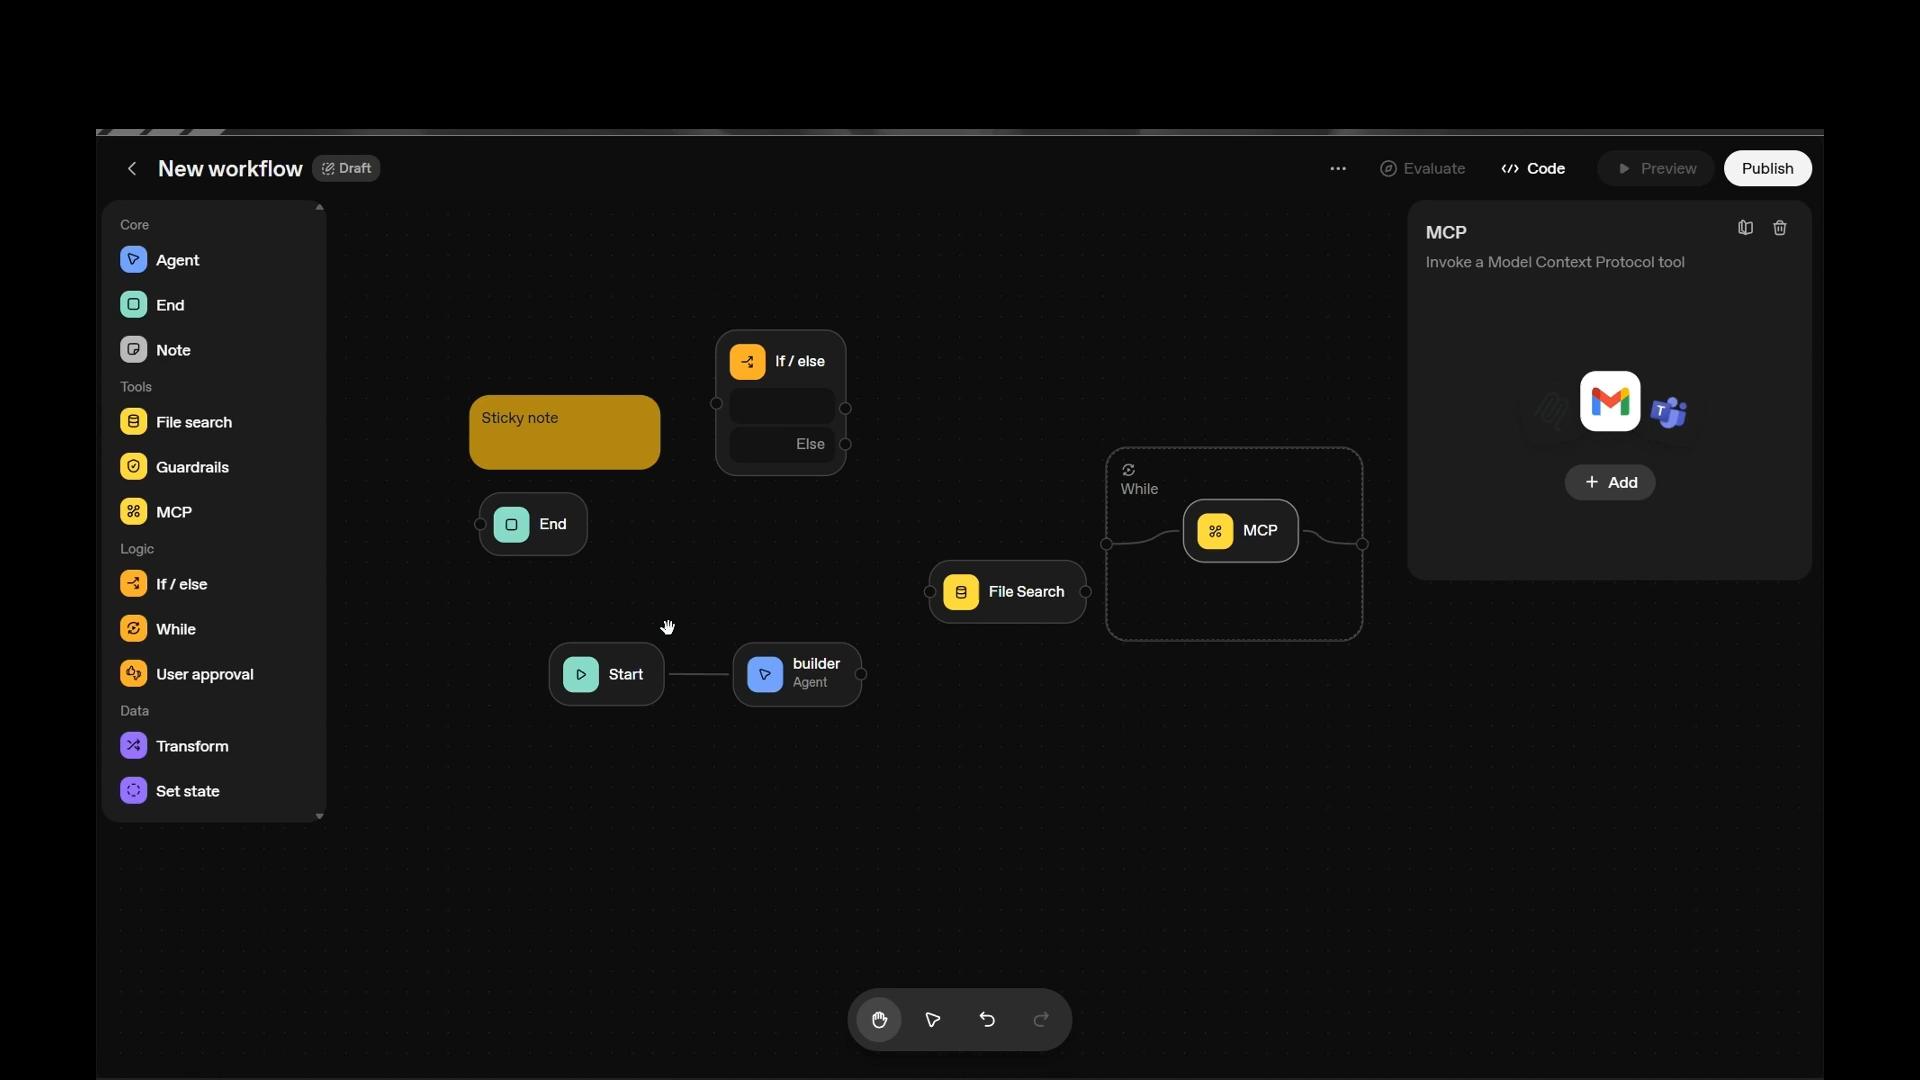 New workflow
Draft
Evaluate
Code
Preview
Publish
Core
Agent
End
Note
Tools
File search
Guardrails
MCP
Logic
If / else
While
User approval
Data
Transform
Set state
Sticky note
If / else
Else
End
Start
builder
Agent
File Search
While
MCP
MCP
Invoke a Model Context Protocol tool
T
Add